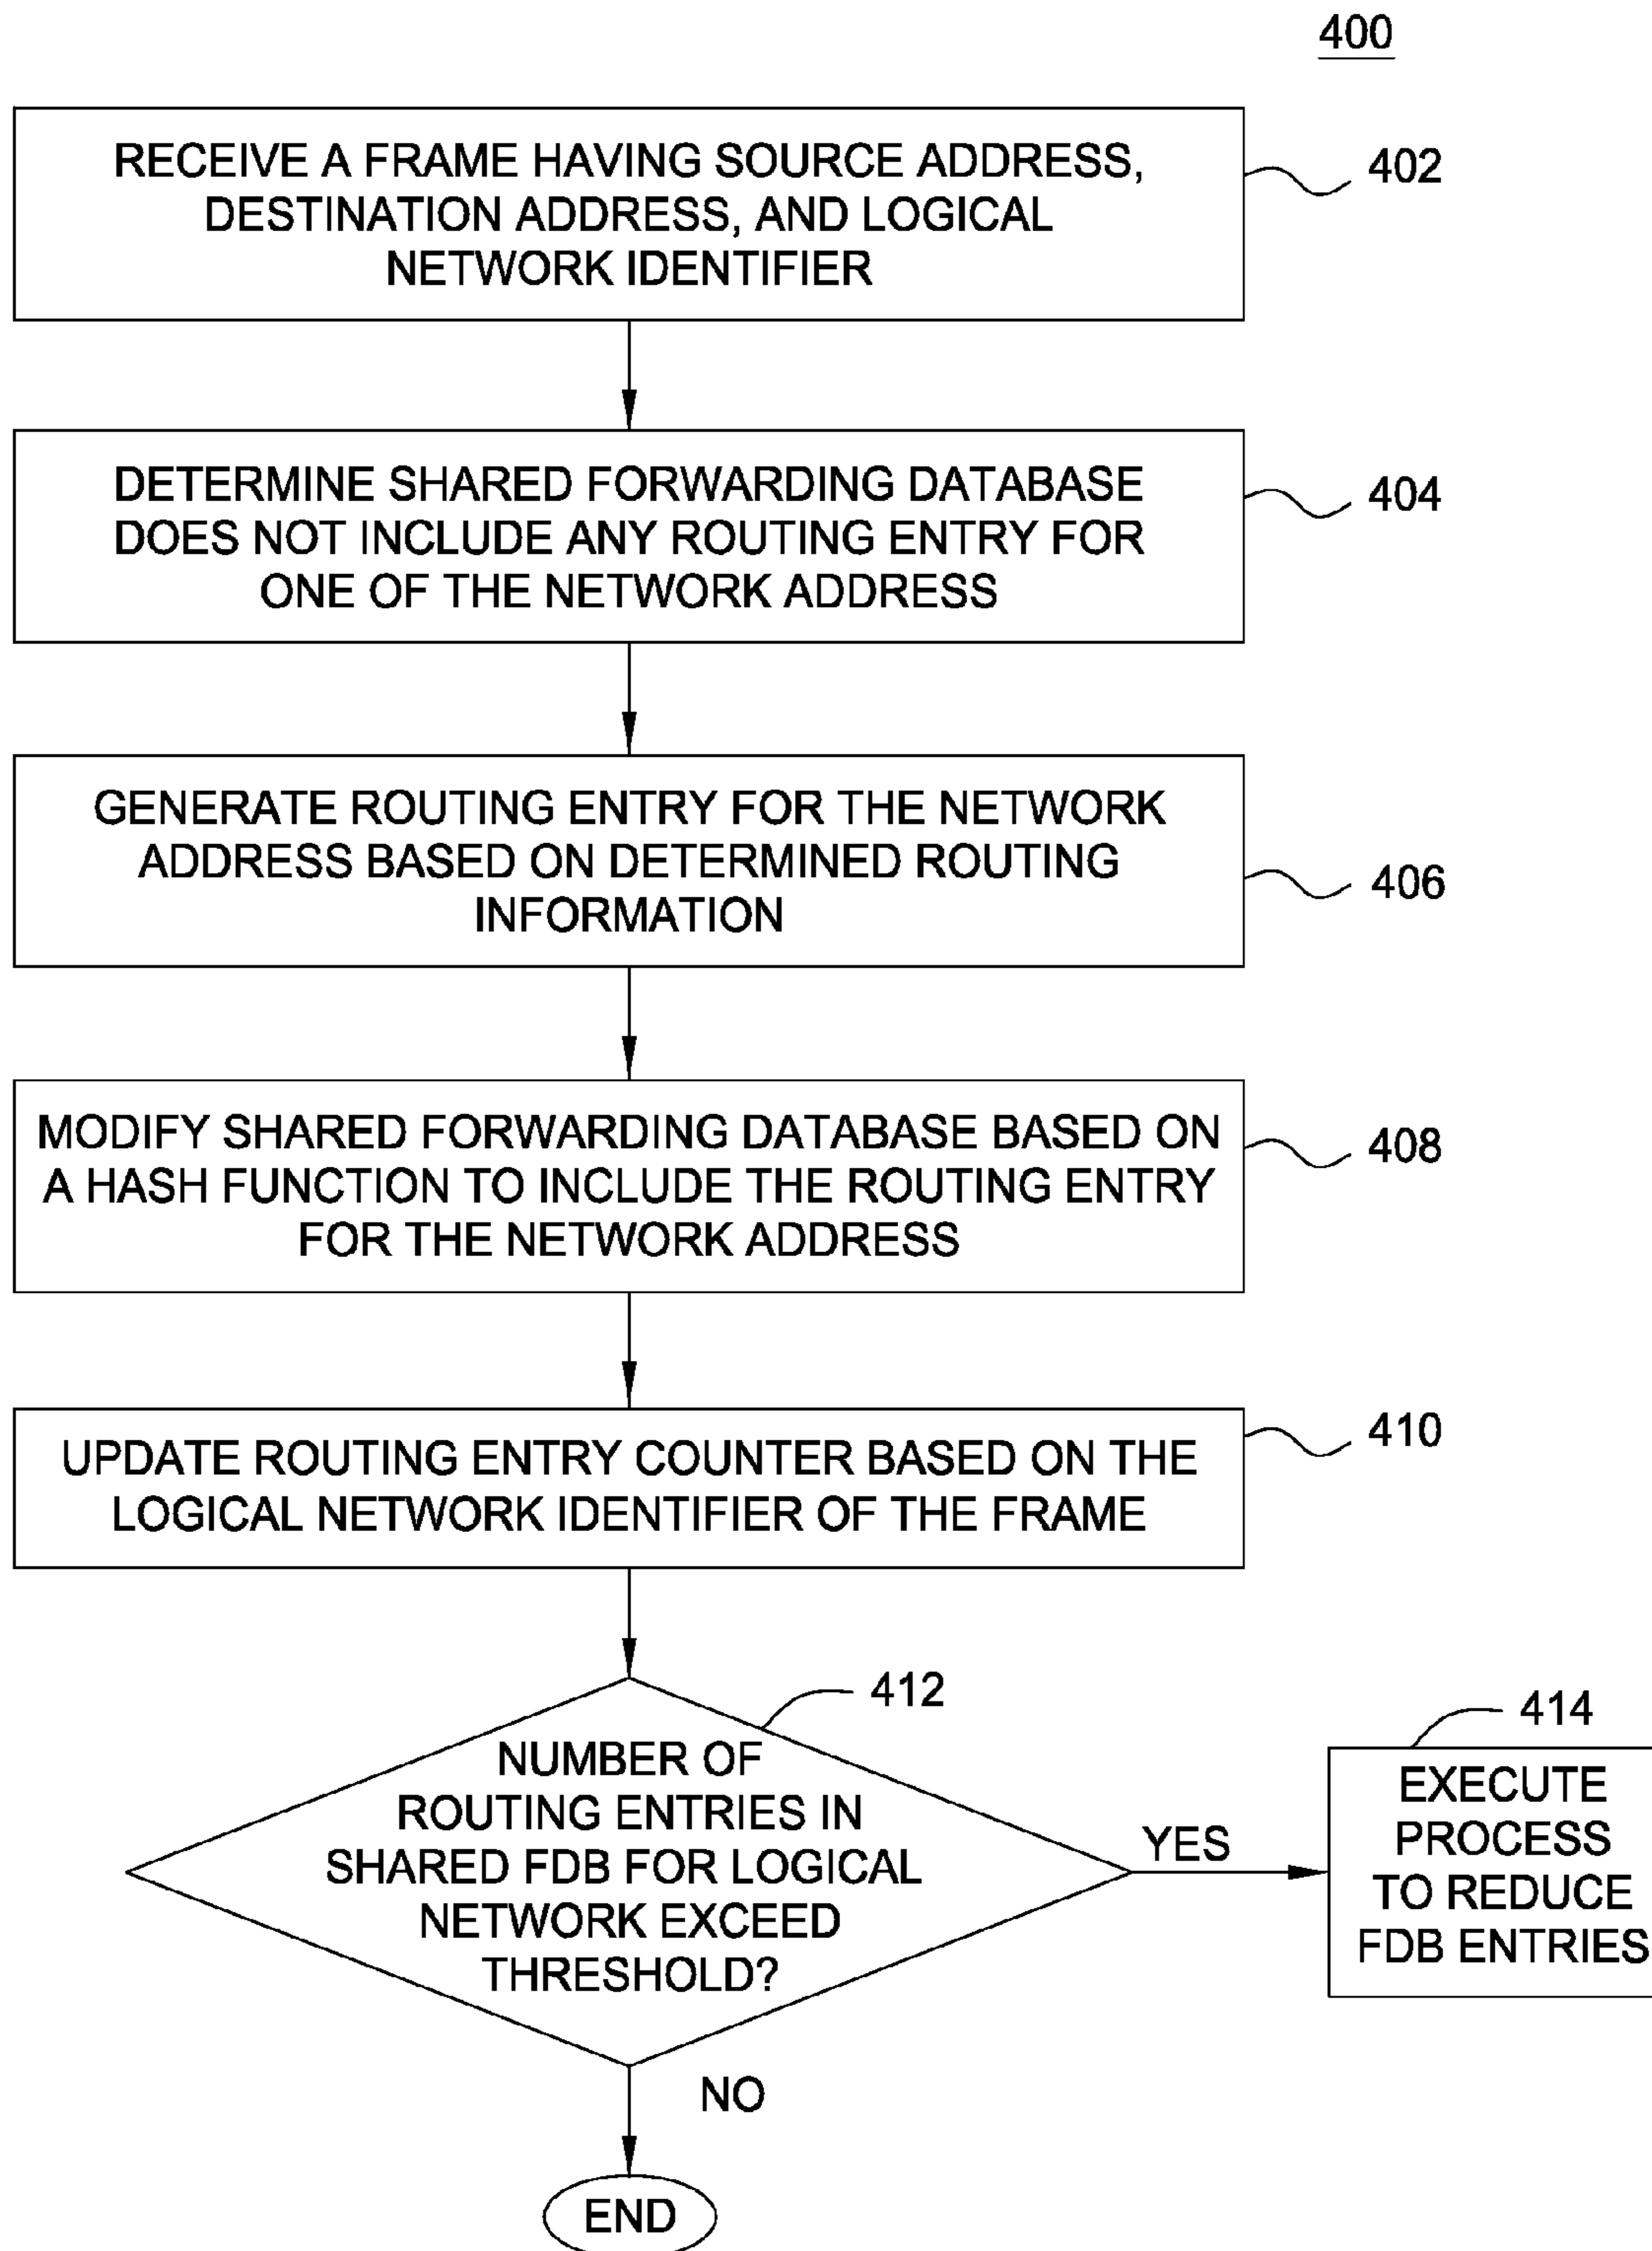 400
RECEIVE A FRAME HAVING SOURCE ADDRESS,
DESTINATION ADDRESS, AND LOGICAL
NETWORK IDENTIFIER
402
DETERMINE SHARED FORWARDING DATABASE
DOES NOT INCLUDE ANY ROUTING ENTRY FOR
ONE OF THE NETWORK ADDRESS
404
GENERATE ROUTING ENTRY FOR THE NETWORK
ADDRESS BASED ON DETERMINED ROUTING
INFORMATION
406
MODIFY SHARED FORWARDING DATABASE BASED ON
A HASH FUNCTION TO INCLUDE THE ROUTING ENTRY
FOR THE NETWORK ADDRESS
408
UPDATE ROUTING ENTRY COUNTER BASED ON THE
LOGICAL NETWORK IDENTIFIER OF THE FRAME
410
412
NUMBER OF
ROUTING ENTRIES IN
SHARED FDB FOR LOGICAL
NETWORK EXCEED
THRESHOLD?
YES
414
EXECUTE
PROCESS
TO REDUCE
FDB ENTRIES
NO
END